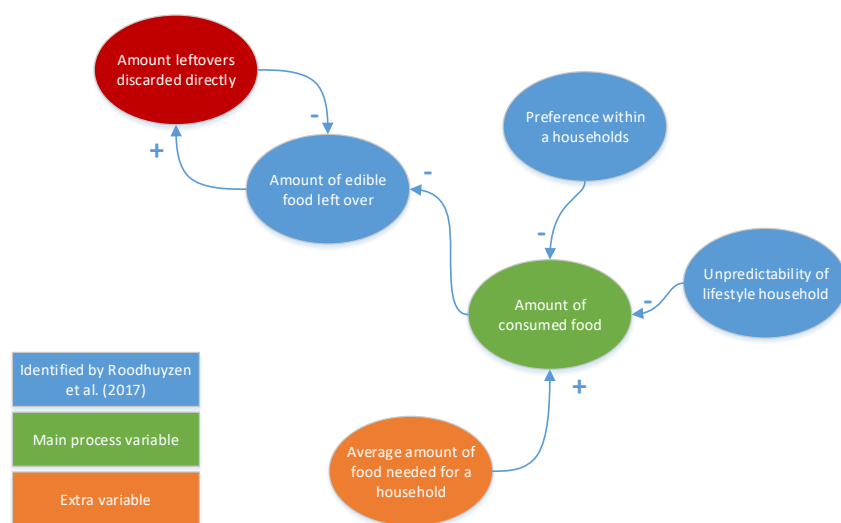 Amount leftovers
discarded directly
-
+
Preference within
a households
Amount of edible
food left over
-
-
Unpredictability of
lifestyle household
Amount of
consumed food
-
Identified by Roodhuyzen
et al. (2017)
+
Main process variable
Average amount of
food needed for a
household
Extra variable